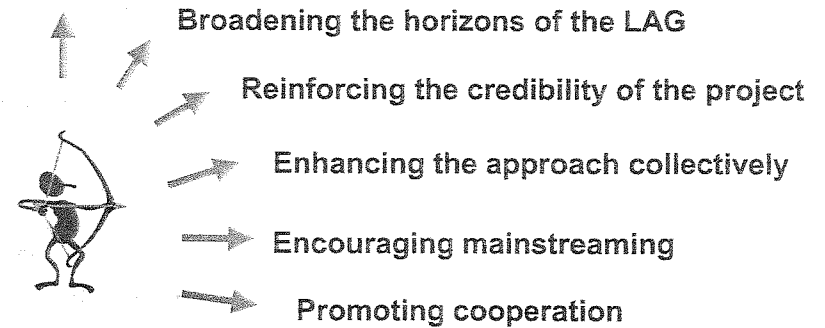 Broadening the horizons of the LAG
Reinforcing the credibility of the project
Enhancing the approach collectively
Encouraging mainstreaming
Promoting cooperation